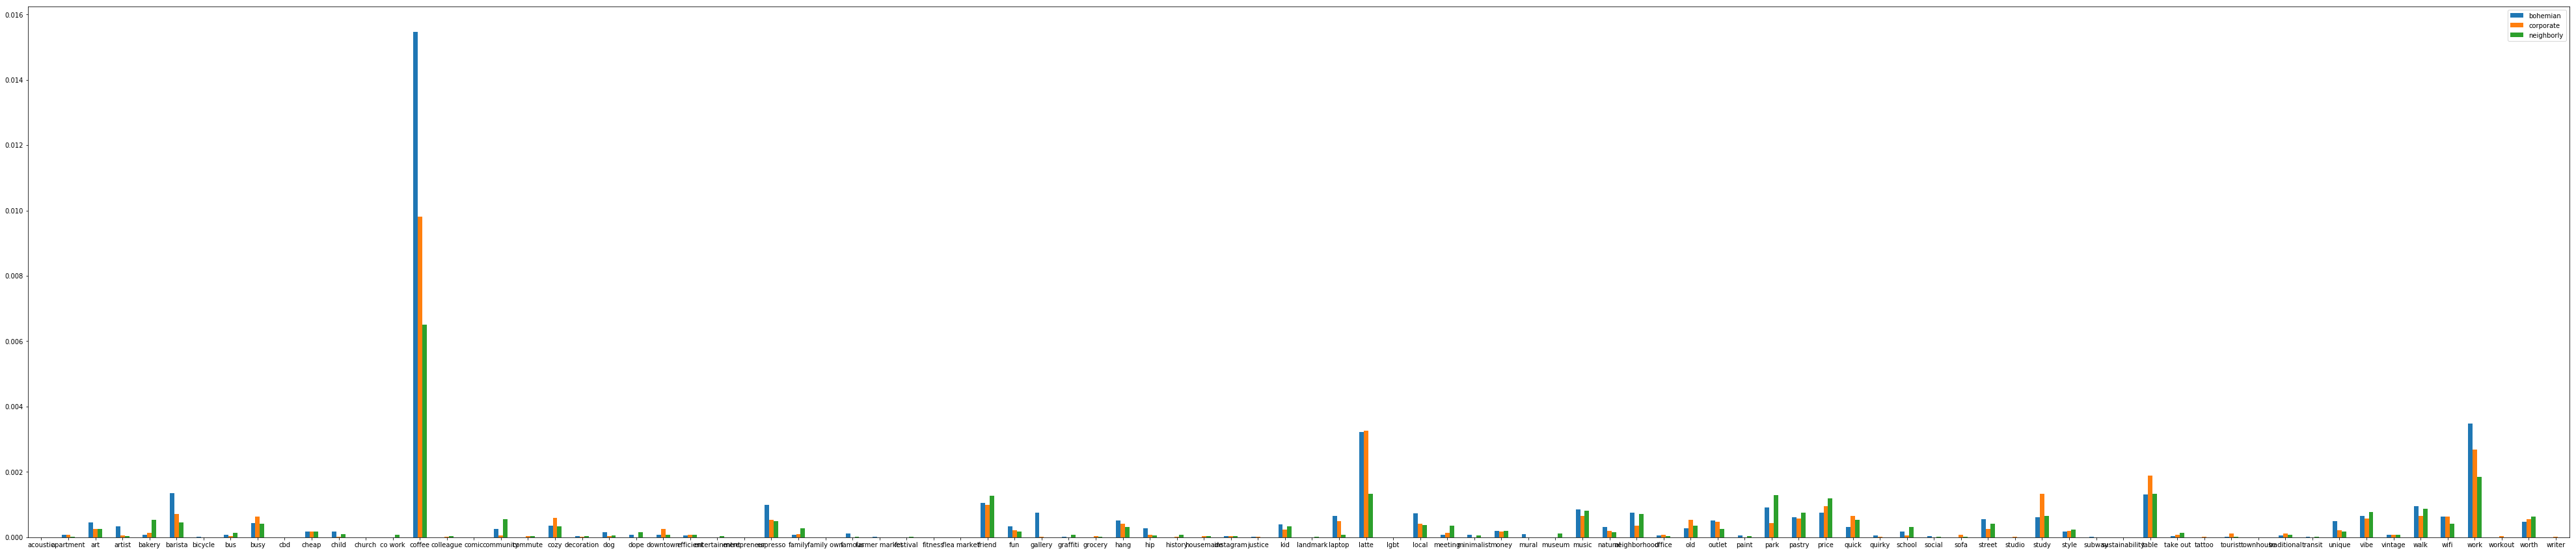 0.016
0.014
0.012
0.010
0.008
0.006
0.004
0.002
0.000
bohemian
corporate
neighborly
acoustic apartment art artist bakery barista bicycle bus busy cbd cheap child church co work coffee colleague comic community commute cozy decoration dog dope downtown efficient entertainment entrepreneur espresso family family own famous farmer market festival fitness flea market friend fun gallery graffiti grocery hang hip history housemade instagram justice kid landmark laptop latte lgbt local meeting minimalist money mural museum music natural neighborhood office old outlet paint park pastry price quick quirky school social sofa street studio study style subway sustainability table take out tattoo tourist townhouse traditional transit unique vibe vintage walk wifi work workout worth writer